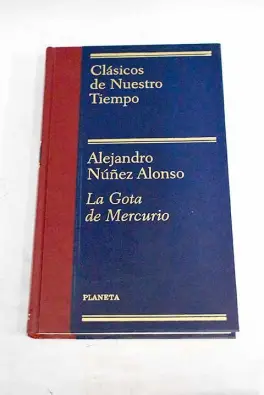 Clásicos
de Nuestro
Tiempo
Alejandro
Núñez Alonso
La Gota
de Mercurio
PLANETA